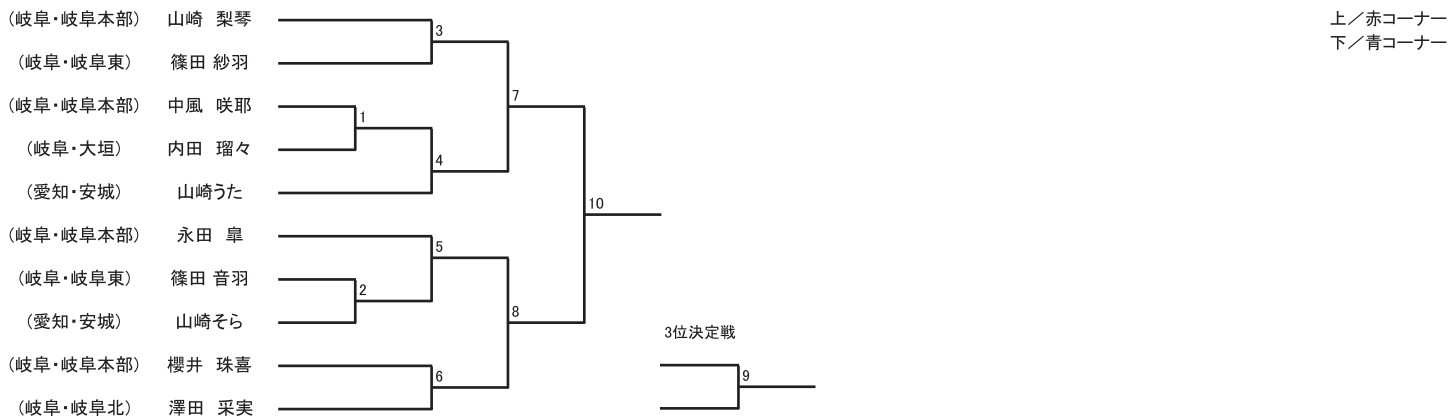 (岐阜・岐阜本部) 山崎 梨琴
3
上／赤コーナー
下／青コーナー
(岐阜・岐阜東) 篠田 紗羽
7
(岐阜・岐阜本部) 中風 咲耶
1
(岐阜・大垣) 内田 瑠々
4
(愛知・安城) 山崎うた
10
(岐阜・岐阜本部) 永田 皐
5
(岐阜・岐阜東) 篠田 音羽
2
(愛知・安城) 山崎そら
8
3位決定戦
(岐阜・岐阜本部) 櫻井 珠喜
6
9
(岐阜・岐阜北) 澤田 采実